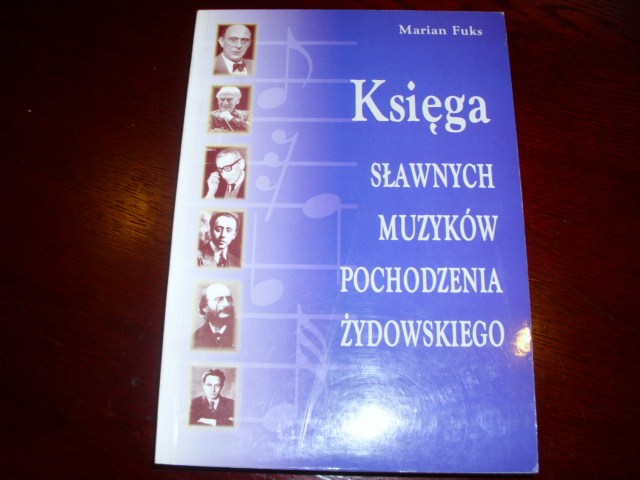 Marian Fuks
Księga
SŁAWNYCH
MUZYKÓW
POCHODZENIA
ŻYDOWSKIEGO